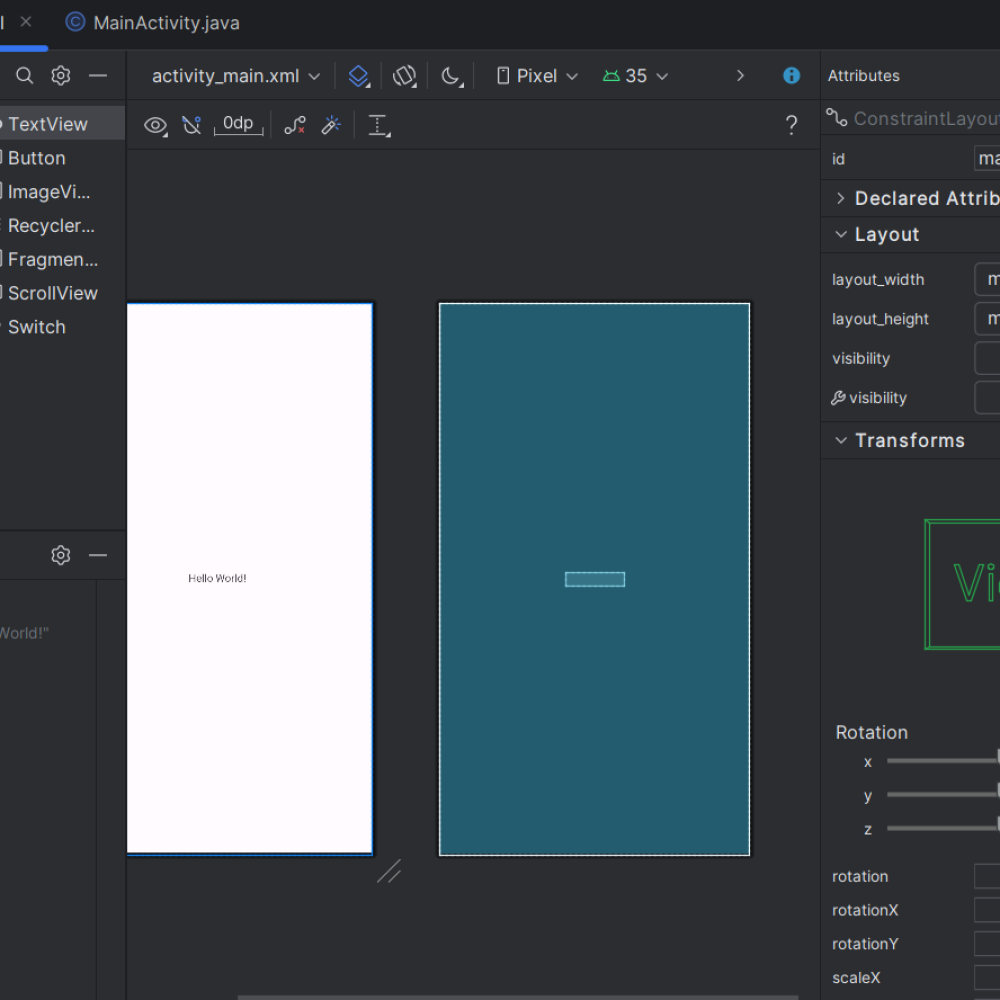 MainActivity.java
activity_main.xml
Pixel
35
Attributes
0dp
?
TextView
Button
ImageVi...
Recycler...
Fragmen...
ScrollView
Switch
ConstraintLayou
id
ma
Declared Attrib
Layout
layout_width
layout_height
visibility
visibility
Transforms
Hello World!
World!"
Vi
Rotation
x
y
z
rotation
rotationX
rotationY
scaleX